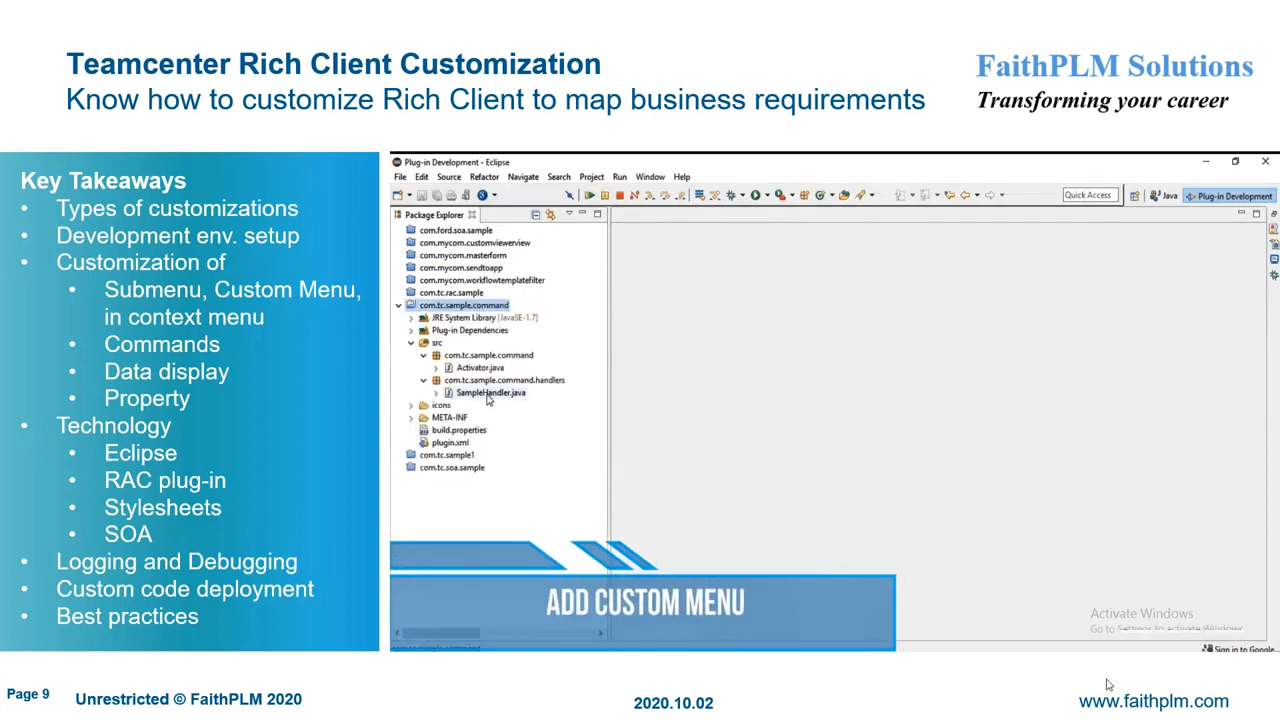 Teamcenter Rich Client Customization
Know how to customize Rich Client to map business requirements
FaithPLM Solutions
Transforming your career
Key Takeaways
• Types of customizations
• Development env. setup
• Customization of
• Submenu, Custom Menu,
in context menu
• Commands
• Data display
• Property
• Technology
• Eclipse
• RAC plug-in
• Stylesheets
• SOA
• Logging and Debugging
• Custom code deployment
• Best practices
Plug-in Development - Eclipse
File Edit Source Refactor Navigate Search Project Run Window Help
Quick Access
Java
Plug-in Development
Package Explorer
com.ford.soa.sample
com.mycom.customviewerview
com.mycom.masterform
com.mycom.sendtoapp
com.mycom.workflowtemplatefilter
com.rac.sample
com.tc.sample.command
JRE System Library [JavaSE-1.7]
Plug-in Dependencies
src
com.tc.sample.command
Activator.java
com.tc.sample.command.handlers
SampleHandler.java
icons
META-INF
build.properties
plugin.xml
com.tc.sample1
com.tc.soa.sample
ADD CUSTOM MENU
Activate Windows
Go to Settings to activate Windows.
Sign in to Google...
Page 9
Unrestricted © FaithPLM 2020
2020.10.02
www.faithplm.com